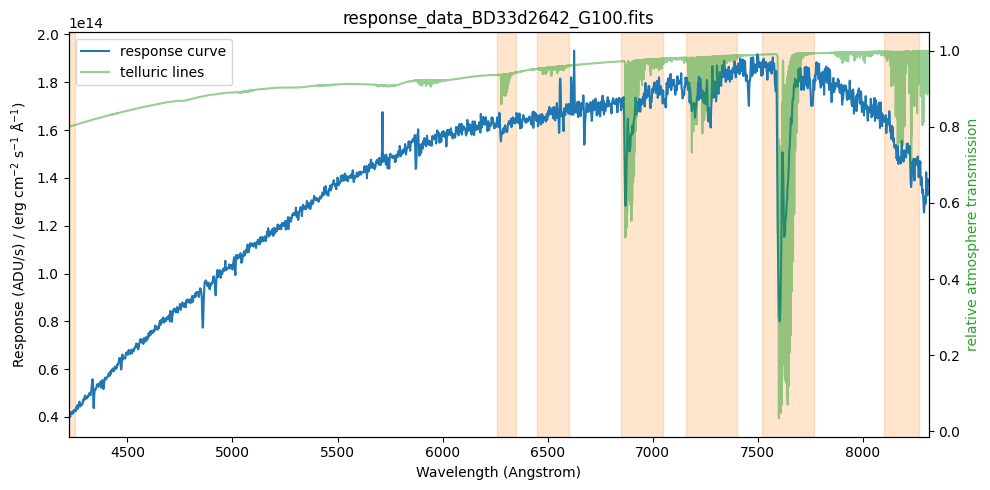 response_data_BD33d2642_G100.fits
1e14
response curve
telluric lines
2.0
1.8
1.6
1.4
1.2
1.0
0.8
0.6
0.4
Response (ADU/s) / (erg cm⁻² s⁻¹ Å⁻¹)
1.0
0.8
0.6
0.4
0.2
0.0
relative atmosphere transmission
4500 5000 5500 6000 6500 7000 7500 8000
Wavelength (Angstrom)